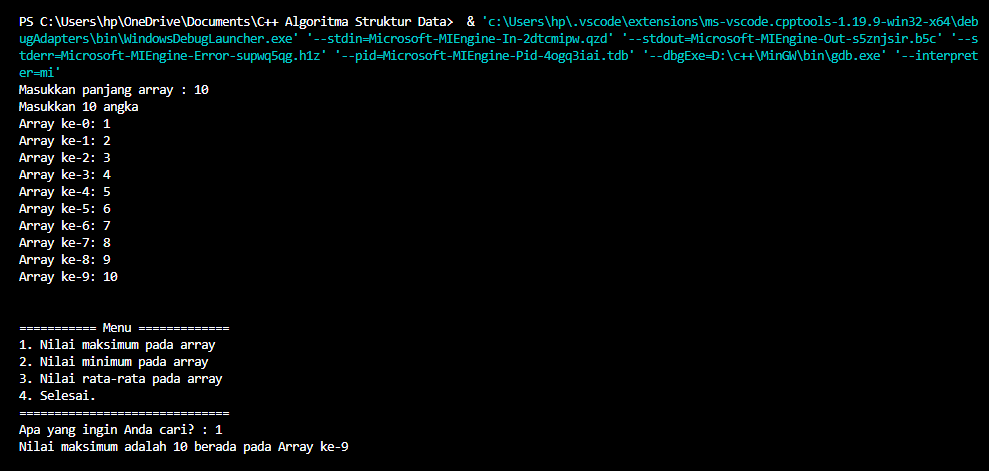 PS C:\Users\hp\OneDrive\Documents\C++ Algoritma Struktur Data>  & 'c:\Users\hp\.vscode\extensions\ms-vscode.cpptools-1.19.9-win32-x64\deb
ugAdapters\bin\WindowsDebugLauncher.exe' '--stdin=Microsoft-MIEngine-In-2dtcmipw.qzd' '--stdout=Microsoft-MIEngine-Out-s5znjsir.b5c' '--s
tderr=Microsoft-MIEngine-Error-supwq5qg.h1z' '--pid=Microsoft-MIEngine-Pid-4ogq3iai.tdb' '--dbgExe=D:\c++\MinGW\bin\gdb.exe' '--interpret
er=mi'
Masukkan panjang array : 10
Masukkan 10 angka
Array ke-0: 1
Array ke-1: 2
Array ke-2: 3
Array ke-3: 4
Array ke-4: 5
Array ke-5: 6
Array ke-6: 7
Array ke-7: 8
Array ke-8: 9
Array ke-9: 10
=========== Menu =============
1. Nilai maksimum pada array
2. Nilai minimum pada array
3. Nilai rata-rata pada array
4. Selesai.
==============================
Apa yang ingin Anda cari? : 1
Nilai maksimum adalah 10 berada pada Array ke-9